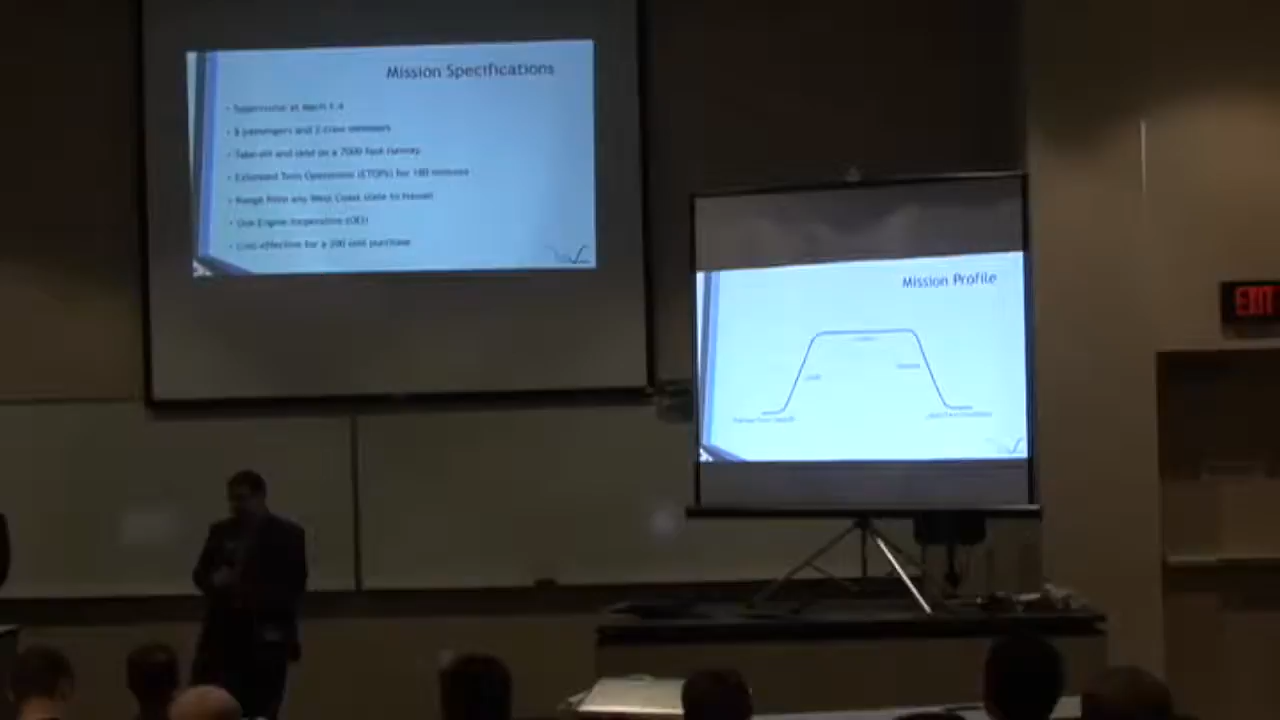 Mission Specifications
• Supercruise at Mach 1.4
• 8 passengers and 2 crew members
• Take-off and land on a 7000 foot runway
• Extended Twin Operations (ETOPs) for 180 minutes
• Range from any West Coast state to Hawaii
• One Engine Inoperative (OEI)
• Cost-effective for a 200 unit purchase
Mission Profile
EXIT